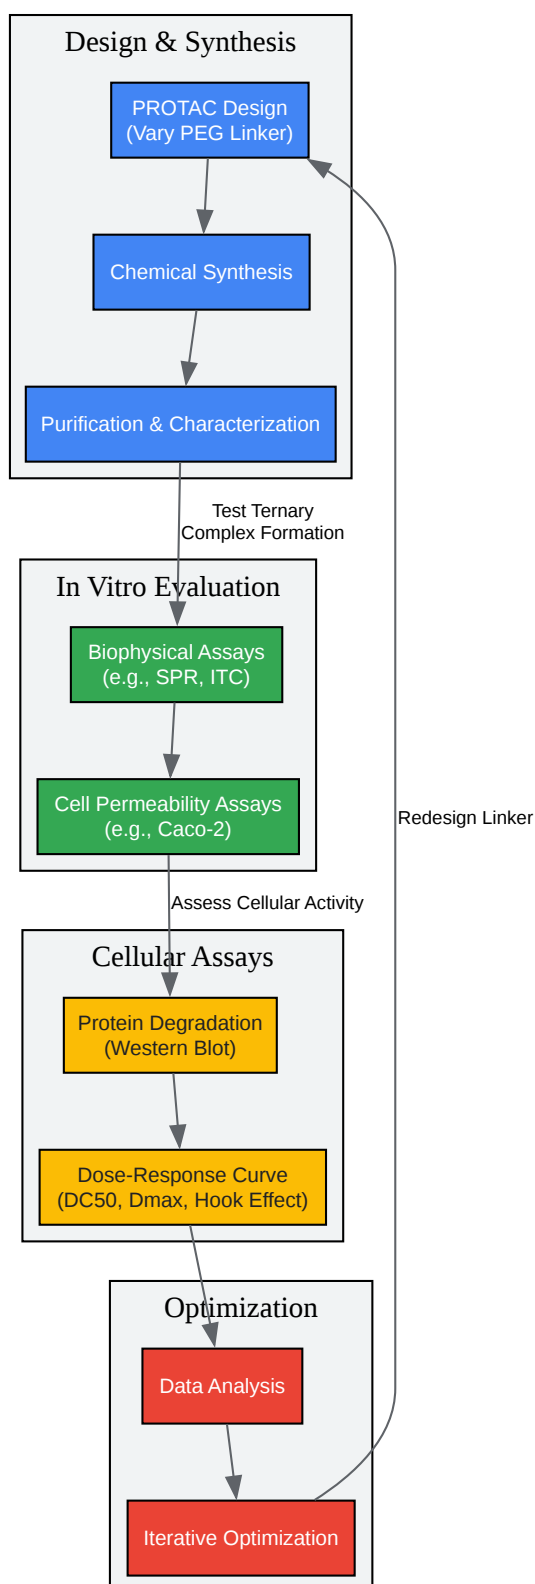 Design & Synthesis
PROTAC Design
(Vary PEG Linker)
Chemical Synthesis
Purification & Characterization
Test Ternary
Complex Formation
In Vitro Evaluation
Biophysical Assays
(e.g., SPR, ITC)
Cell Permeability Assays
(e.g., Caco-2)
Redesign Linker
Assess Cellular Activity
Cellular Assays
Protein Degradation
(Western Blot)
Dose-Response Curve
(DC50, Dmax, Hook Effect)
Optimization
Data Analysis
Iterative Optimization